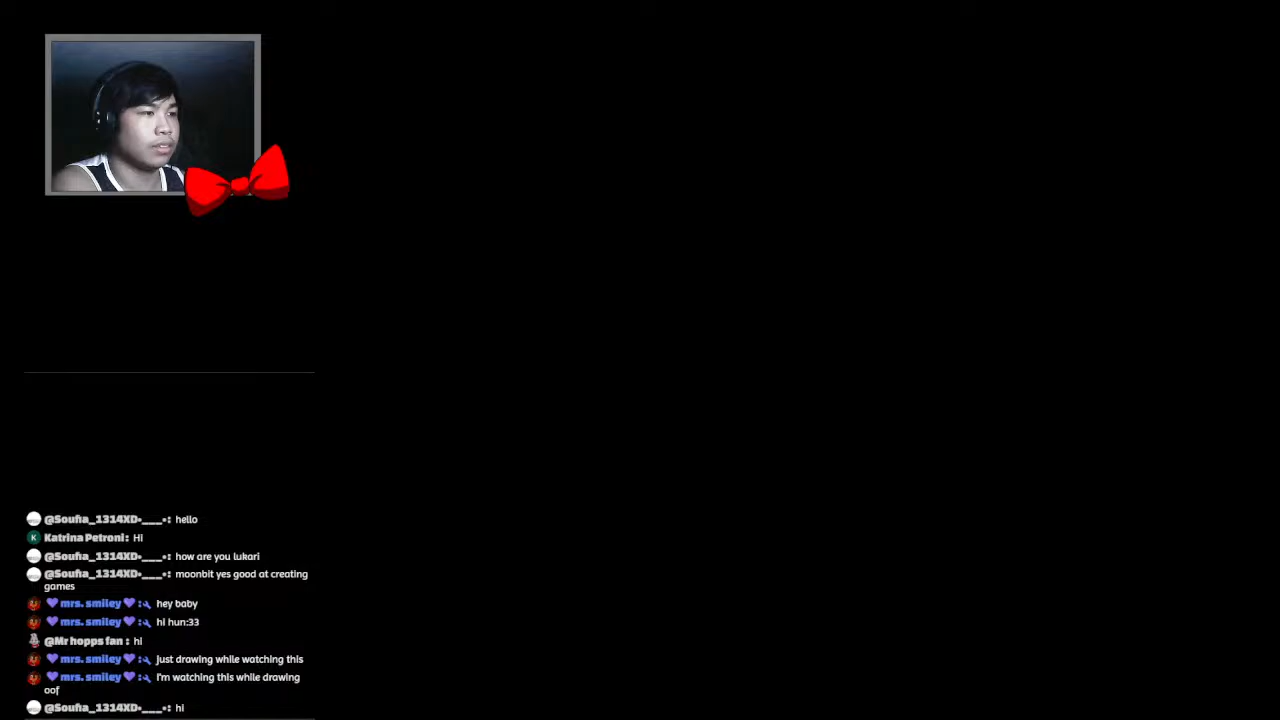 @Soufia_1314XD•___•: hello
K Katrina Petroni: Hi
@Soufia_1314XD•___•: how are you lukari
@Soufia_1314XD•___•: moonbit yes good at creating
games
💜 mrs. smiley 💜 :🔧 hey baby
💜 mrs. smiley 💜 :🔧 hi hun:33
@Mr hopps fan : hi
💜 mrs. smiley 💜 :🔧 just drawing while watching this
💜 mrs. smiley 💜 :🔧 I'm watching this while drawing
oof
@Soufia_1314XD•___•: hi